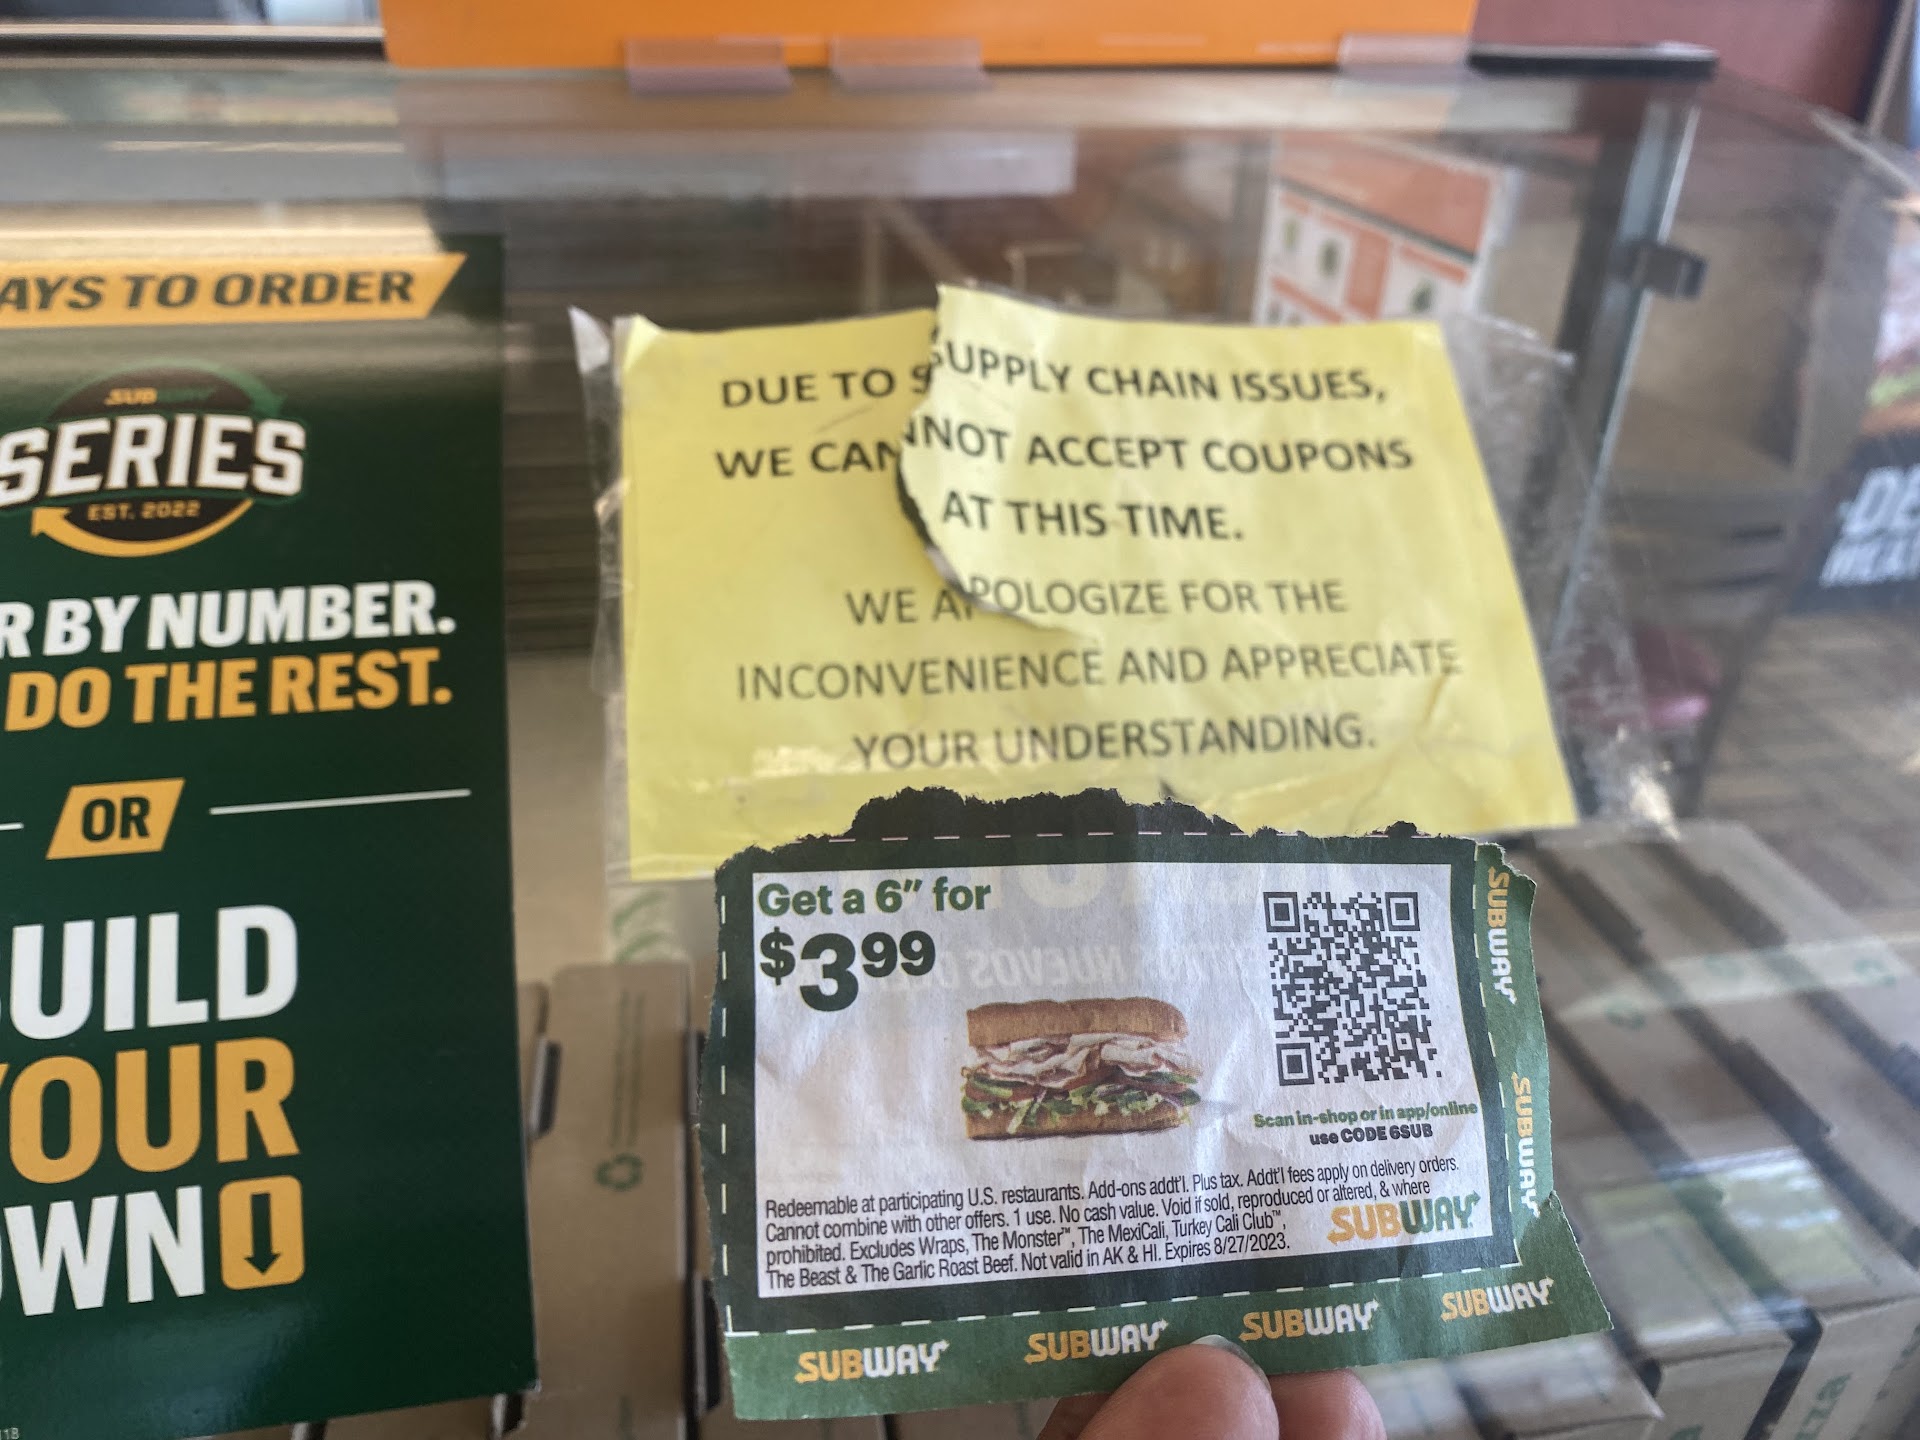 AYS TO ORDER
SUBWAY
SERIES
EST. 2022
R BY NUMBER.
DO THE REST.
OR
UILD
YOUR
OWN
DUE TO SUPPLY CHAIN ISSUES,
WE CANNOT ACCEPT COUPONS
AT THIS TIME.
WE APOLOGIZE FOR THE
INCONVENIENCE AND APPRECIATE
YOUR UNDERSTANDING.
Get a 6” for
$399
Scan in-shop or in app/online
use CODE 6SUB
Redeemable at participating U.S. restaurants. Add-ons addt'l. Plus tax. Addt'l fees apply on delivery orders.
Cannot combine with other offers. 1 use. No cash value. Void if sold, reproduced or altered, & where
prohibited. Excludes Wraps, The Monster™, The MexiCali, Turkey Cali Club™,
The Beast & The Garlic Roast Beef. Not valid in AK & HI. Expires 8/27/2023.
SUBWAY
SUBWAY
SUBWAY
SUBWAY
SUBWAY
SUBWAY
SUBWAY
DE
MEAT